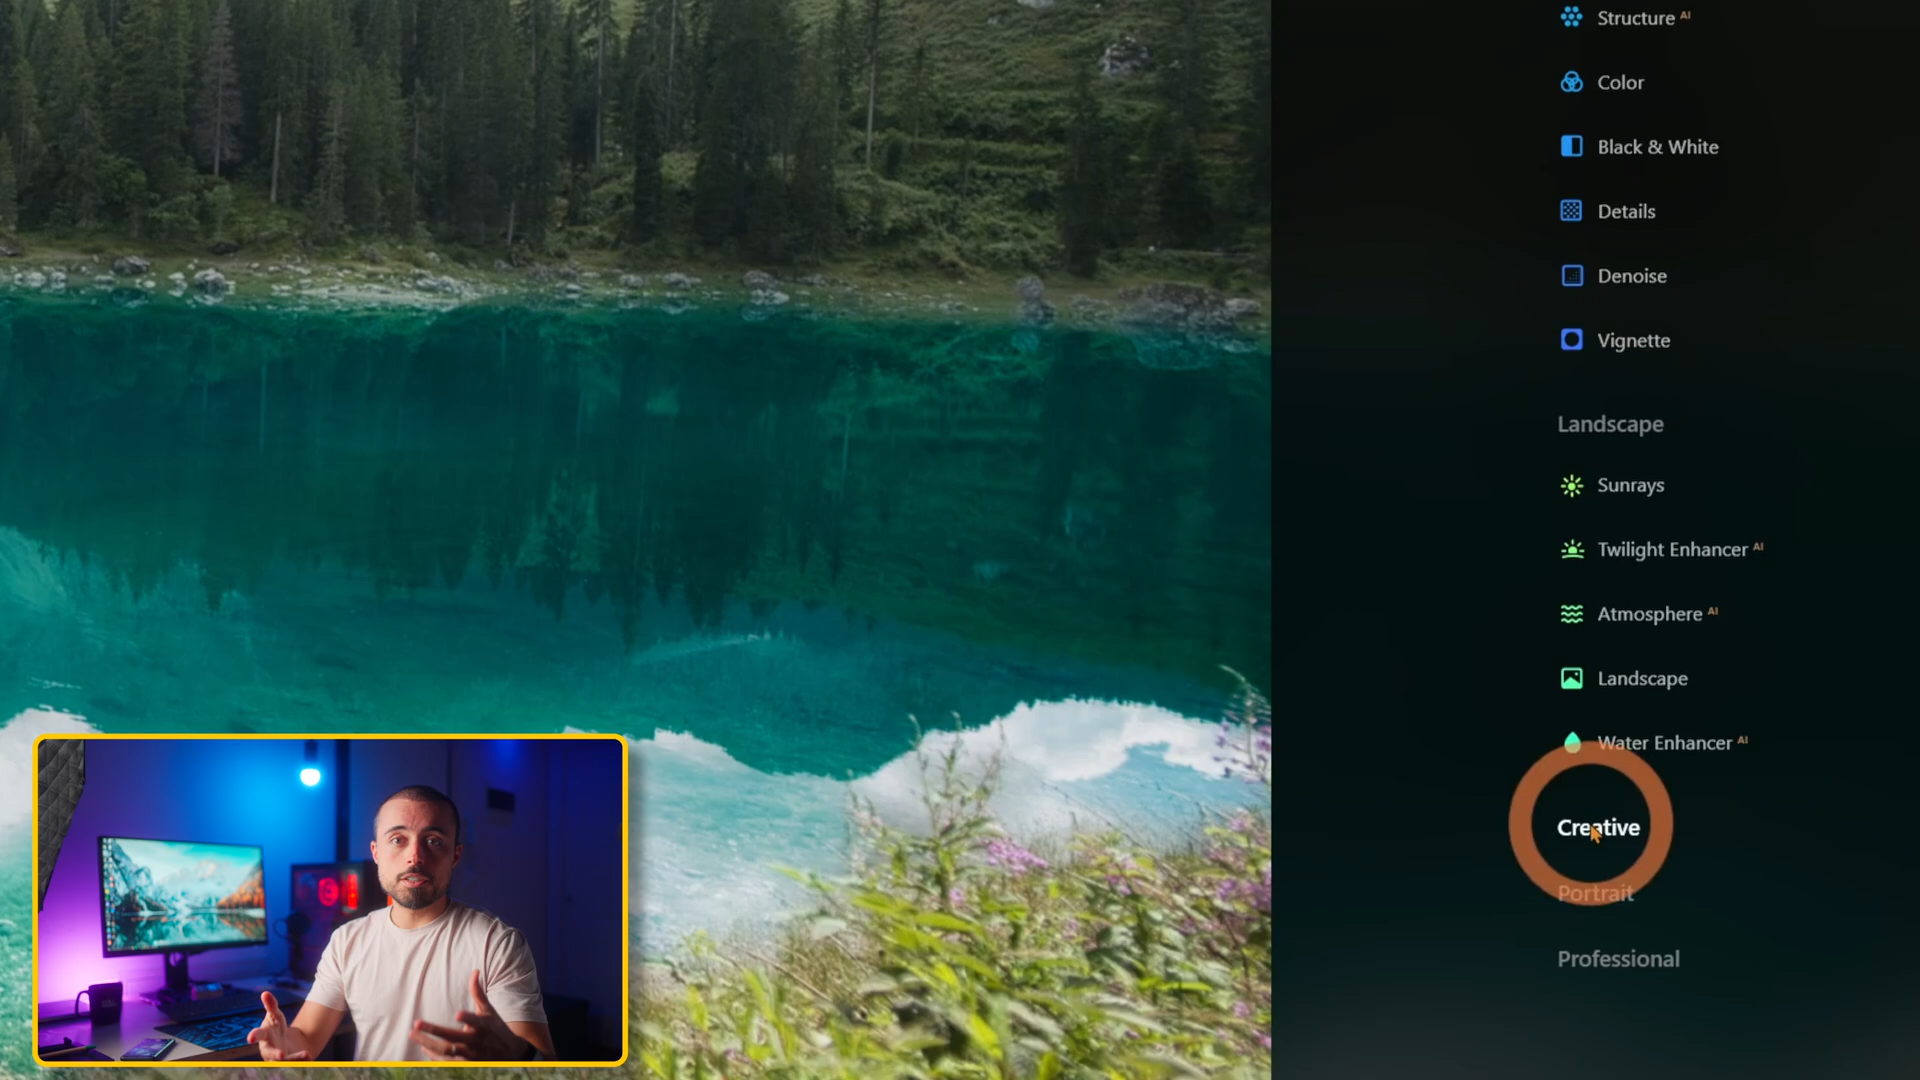 Structure AI
Color
Black & White
Details
Denoise
Vignette
Landscape
Sunrays
Twilight Enhancer AI
Atmosphere AI
Landscape
Water Enhancer AI
Creative
Portrait
Professional